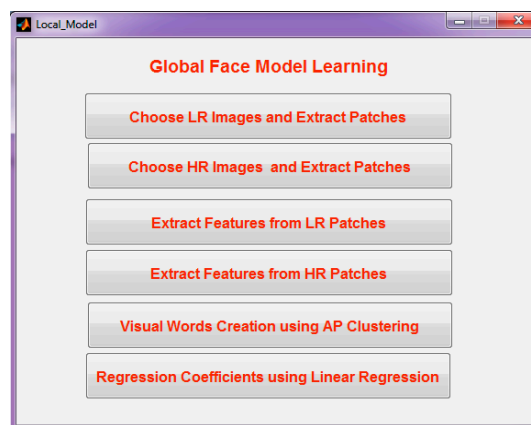 Local_Model
Global Face Model Learning
Choose LR Images and Extract Patches
Choose HR Images and Extract Patches
Extract Features from LR Patches
Extract Features from HR Patches
Visual Words Creation using AP Clustering
Regression Coefficients using Linear Regression